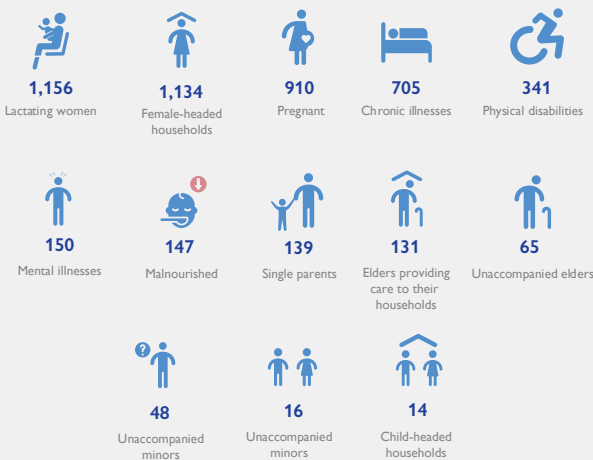 1,156
Lactating women
1,134
Female-headed
households
910
Pregnant
705
Chronic illnesses
341
Physical disabilities
150
Mental illnesses
147
Malnourished
139
Single parents
131
Elders providing
care to their
households
65
Unaccompanied elders
?
48
Unaccompanied
minors
16
Unaccompanied
minors
14
Child-headed
households